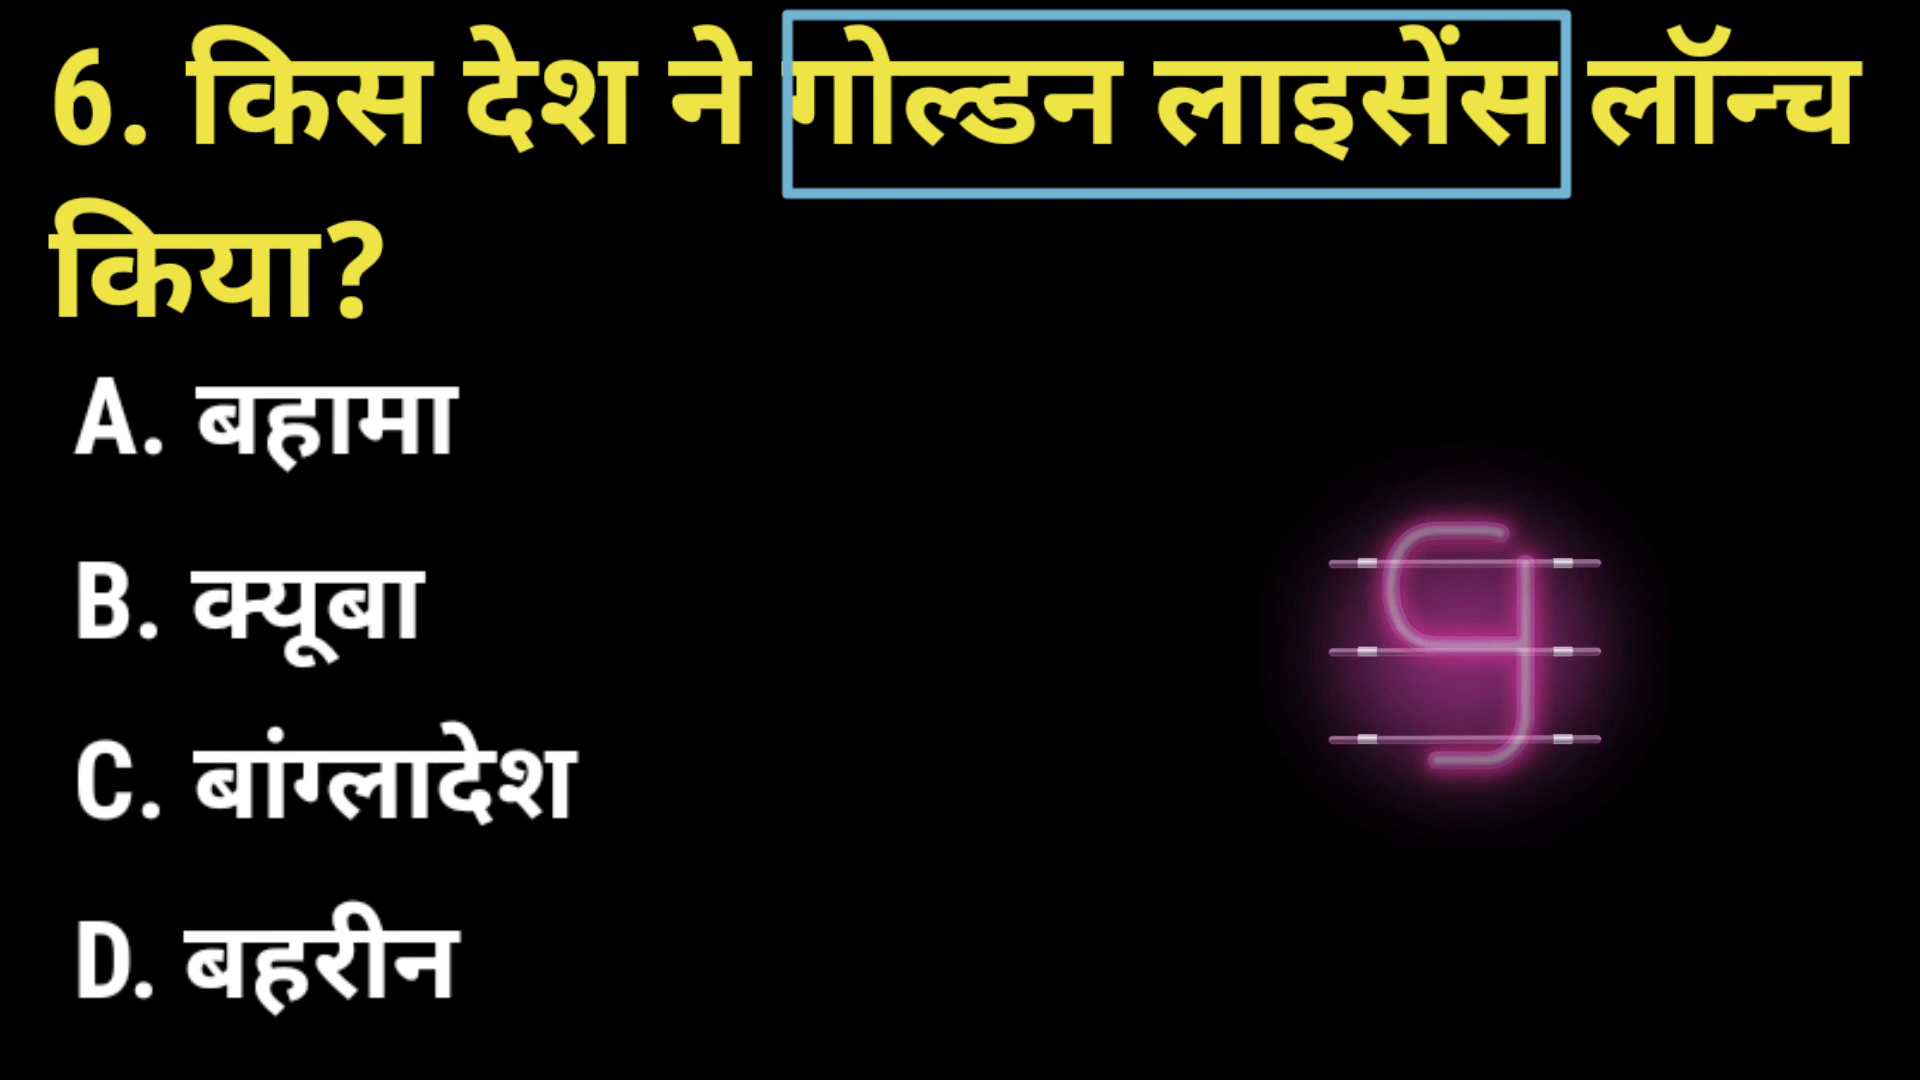 6. किस देश ने गोल्डन लाइसेंस लॉन्च
किया?
A. बहामा
B. क्यूबा
C. बांग्लादेश
D. बहरीन
9